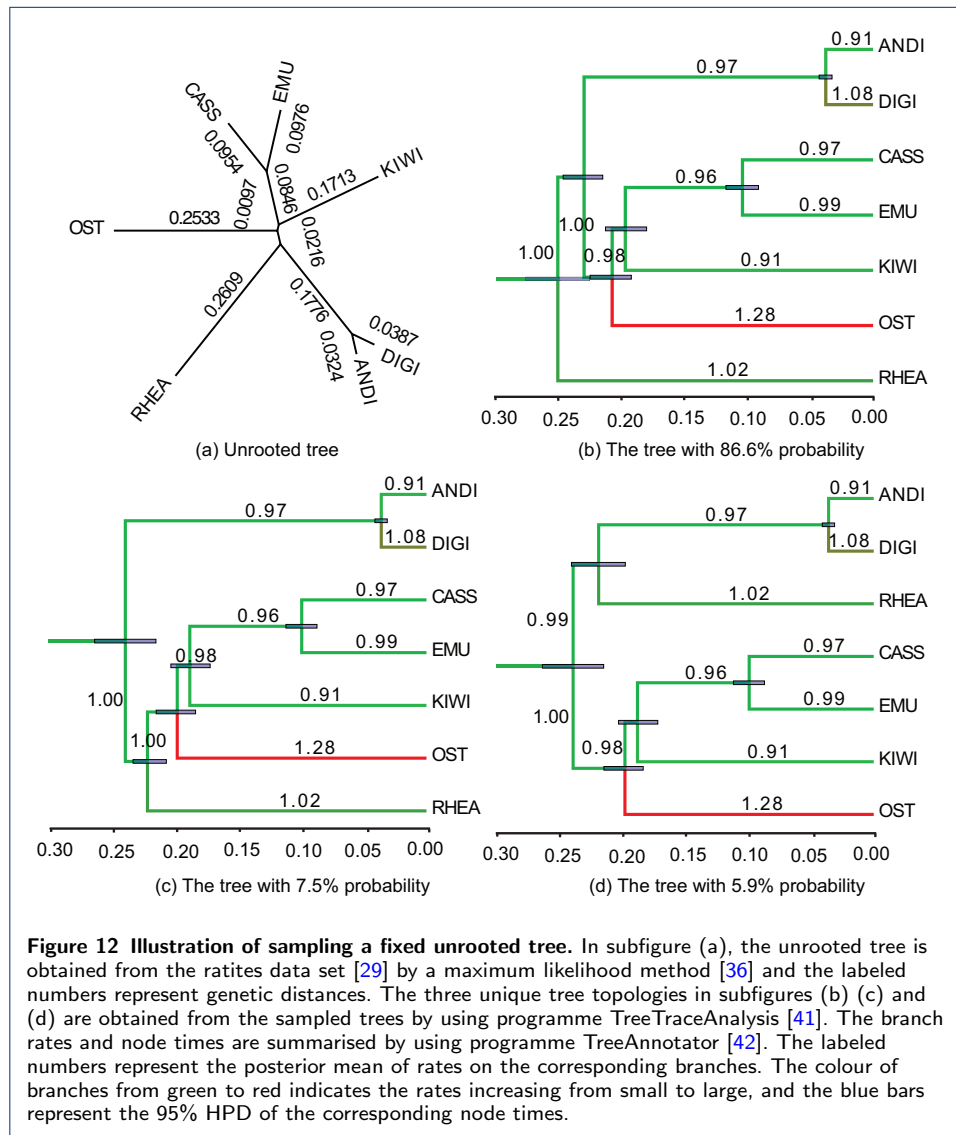 CASS
EMU
KIWI
OST
RHEA
ANDI
DIGI
0.0954
0.0976
0.0097
0.0846
0.1713
0.0216
0.2533
0.2609
0.1776
0.0324
0.0387
(a) Unrooted tree
0.91
ANDI
0.97
1.08
DIGI
0.97
CASS
0.96
0.99
EMU
1.00
1.00
0.98
0.91
KIWI
1.28
OST
1.02
RHEA
0.30 0.25 0.20 0.15 0.10 0.05 0.00
(b) The tree with 86.6% probability
0.91
ANDI
0.97
1.08
DIGI
0.97
CASS
0.96
0.99
EMU
0.98
0.91
KIWI
1.00
1.00
1.28
OST
1.02
RHEA
0.30 0.25 0.20 0.15 0.10 0.05 0.00
(c) The tree with 7.5% probability
0.91
ANDI
0.97
1.08
DIGI
1.02
RHEA
0.99
0.97
CASS
0.96
0.99
EMU
1.00
0.98
0.91
KIWI
1.28
OST
0.30 0.25 0.20 0.15 0.10 0.05 0.00
(d) The tree with 5.9% probability
Figure 12 Illustration of sampling a fixed unrooted tree. In subfigure (a), the unrooted tree is
obtained from the ratites data set [29] by a maximum likelihood method [36] and the labeled
numbers represent genetic distances. The three unique tree topologies in subfigures (b) (c) and
(d) are obtained from the sampled trees by using programme TreeTraceAnalysis [41]. The branch
rates and node times are summarised by using programme TreeAnnotator [42]. The labeled
numbers represent the posterior mean of rates on the corresponding branches. The colour of
branches from green to red indicates the rates increasing from small to large, and the blue bars
represent the 95% HPD of the corresponding node times.